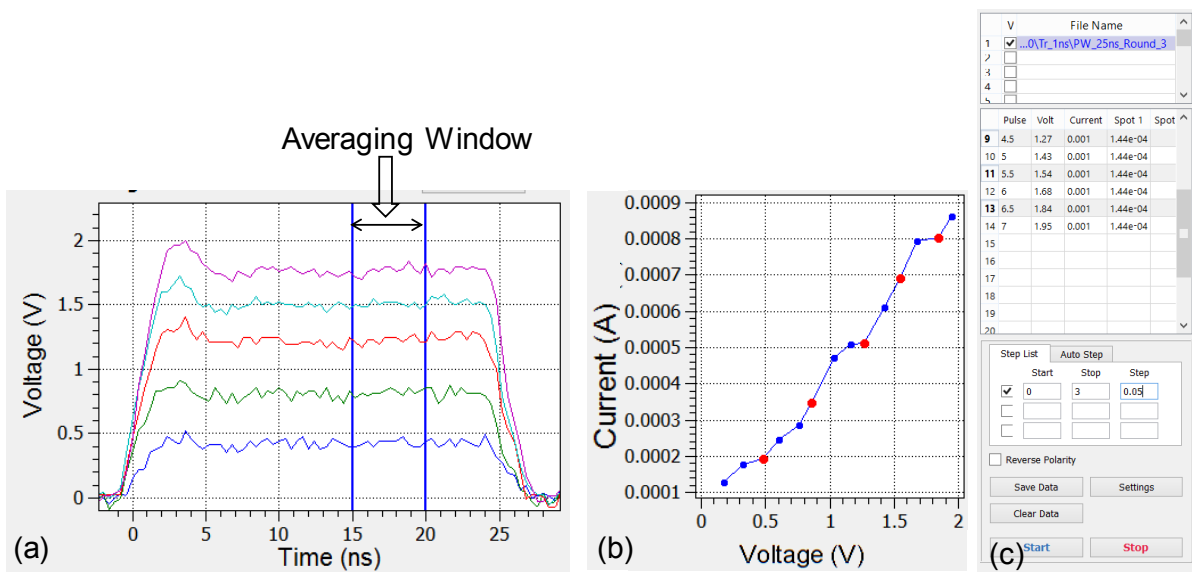 Averaging Window
2
1.5
1
0.5
0
0 5 10 15 20 25
Voltage (V)
Time (ns)
(a)
0.0009
0.0008
0.0007
0.0006
0.0005
0.0004
0.0003
0.0002
0.0001
0 0.5 1 1.5 2
Current (A)
Voltage (V)
(b)
V File Name
1 ...0\Tr_1ns\PW_25ns_Round_3
2
3
4
5
Pulse Volt Current Spot 1 Spot
9 4.5 1.27 0.001 1.44e-04
10 5 1.43 0.001 1.44e-04
11 5.5 1.54 0.001 1.44e-04
12 6 1.68 0.001 1.44e-04
13 6.5 1.84 0.001 1.44e-04
14 7 1.95 0.001 1.44e-04
15
16
17
18
19
20
Step List Auto Step
Start Stop Step
0 3 0.05
Reverse Polarity
Save Data Settings
Clear Data
Start Stop
(c)